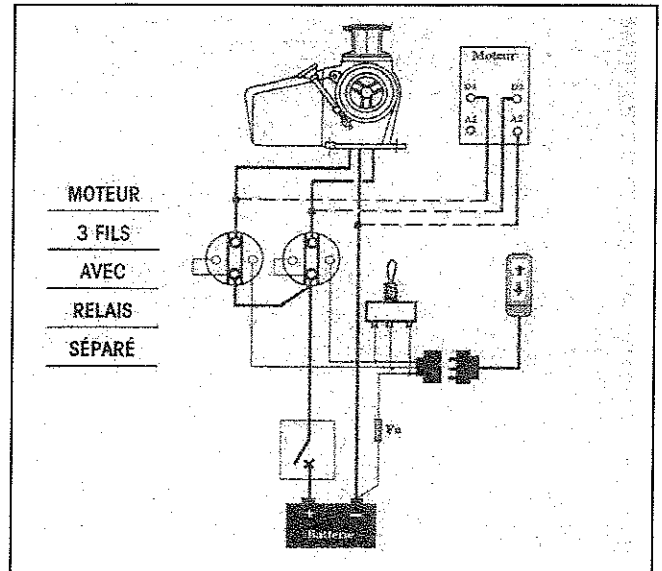 Moteur
D1 D2
A1 A2
MOTEUR
3 FILS
AVEC
RELAIS
SÉPARÉ
Fu
+ −
Batterie